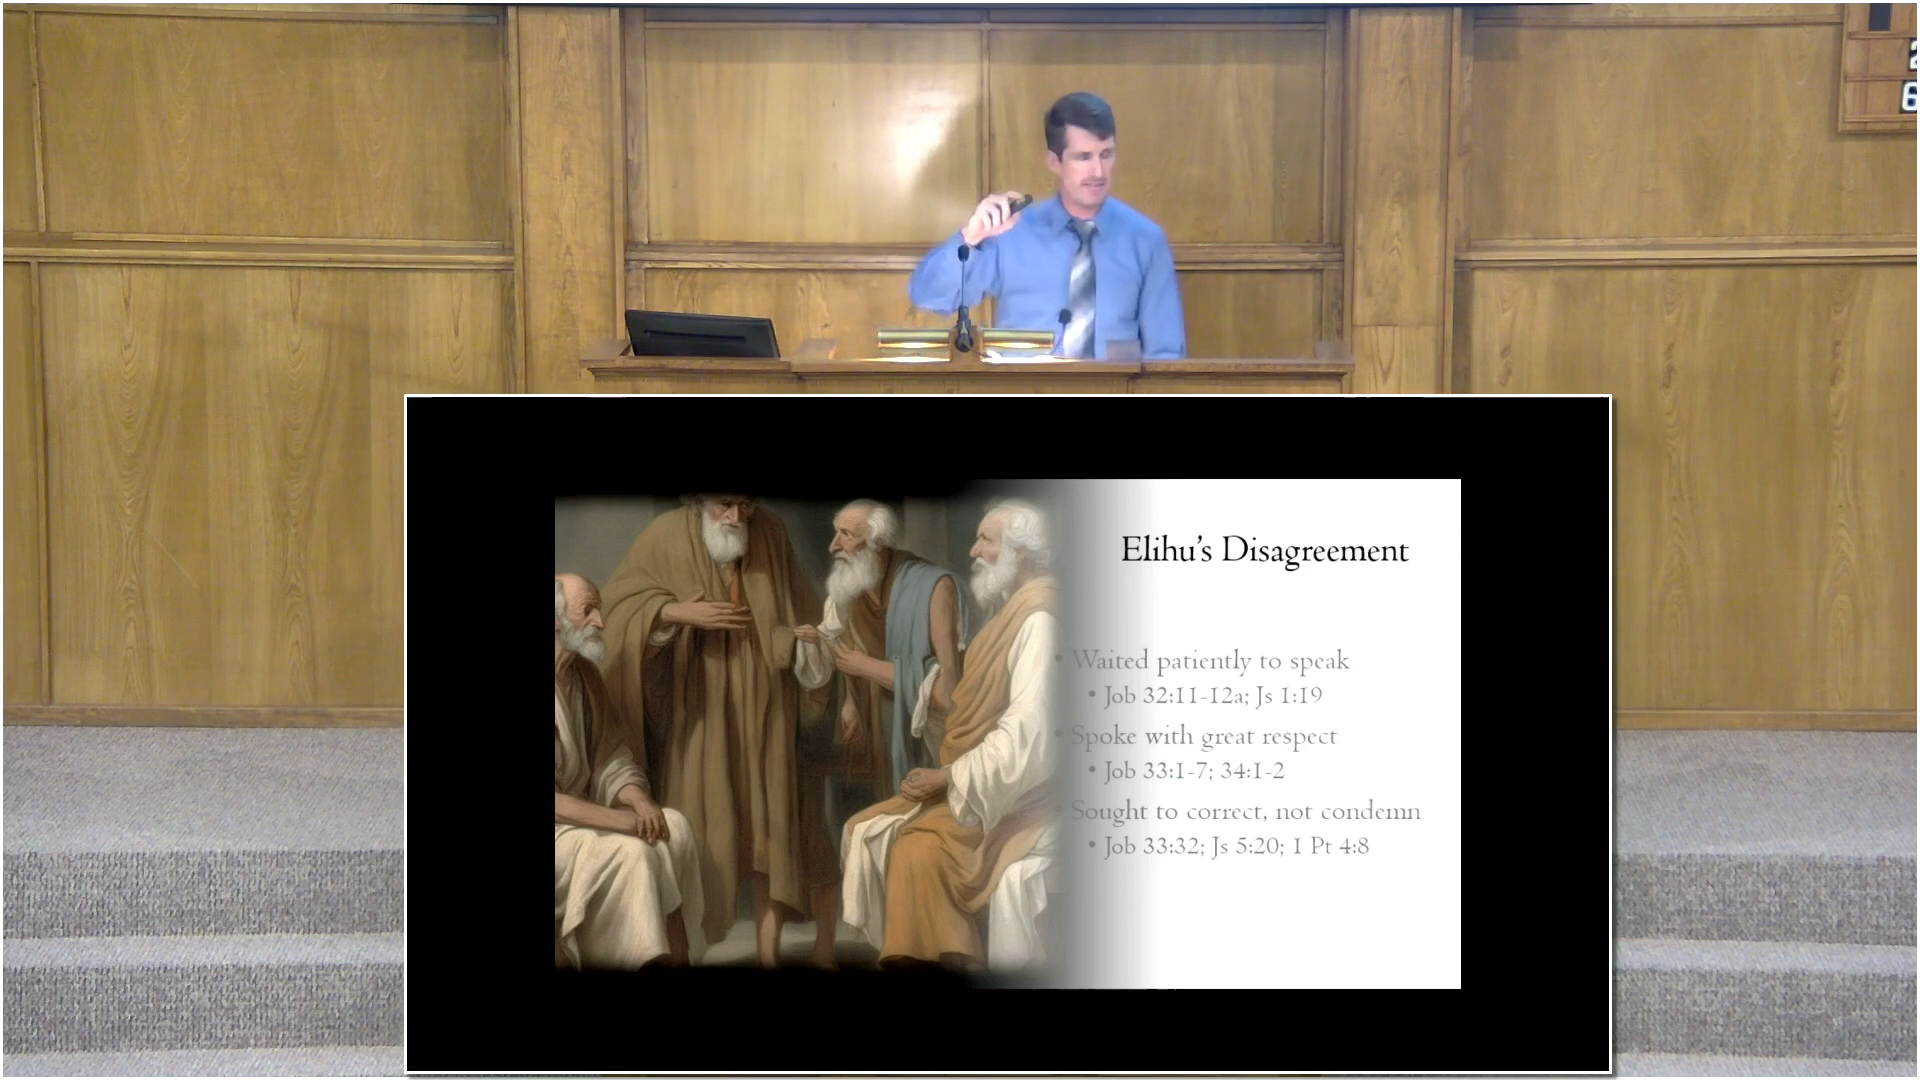 2
6
Elihu's Disagreement
• Waited patiently to speak
• Job 32:11-12a; Js 1:19
• Spoke with great respect
• Job 33:1-7; 34:1-2
• Sought to correct, not condemn
• Job 33:32; Js 5:20; 1 Pt 4:8